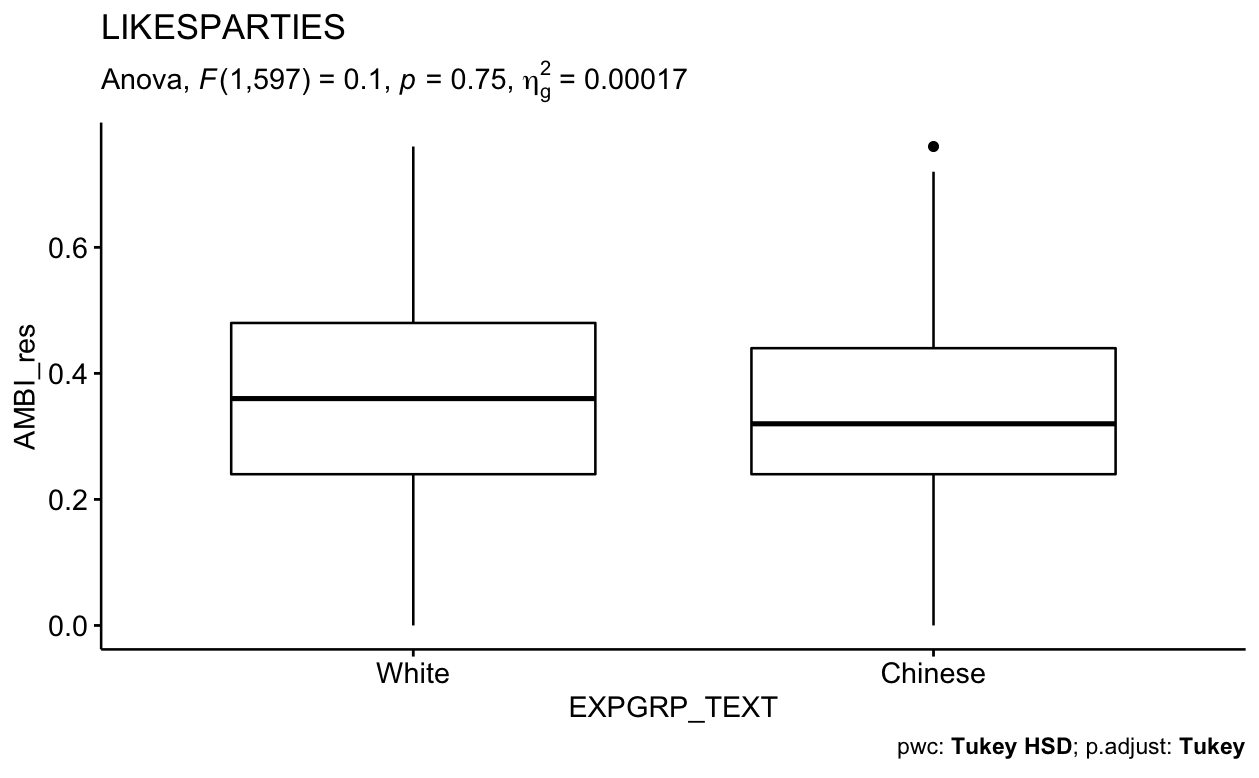 LIKESPARTIES
Anova, F(1,597) = 0.1, p = 0.75, η²g = 0.00017
AMBI_res
0.6
0.4
0.2
0.0
White
Chinese
EXPGRP_TEXT
pwc: Tukey HSD; p.adjust: Tukey